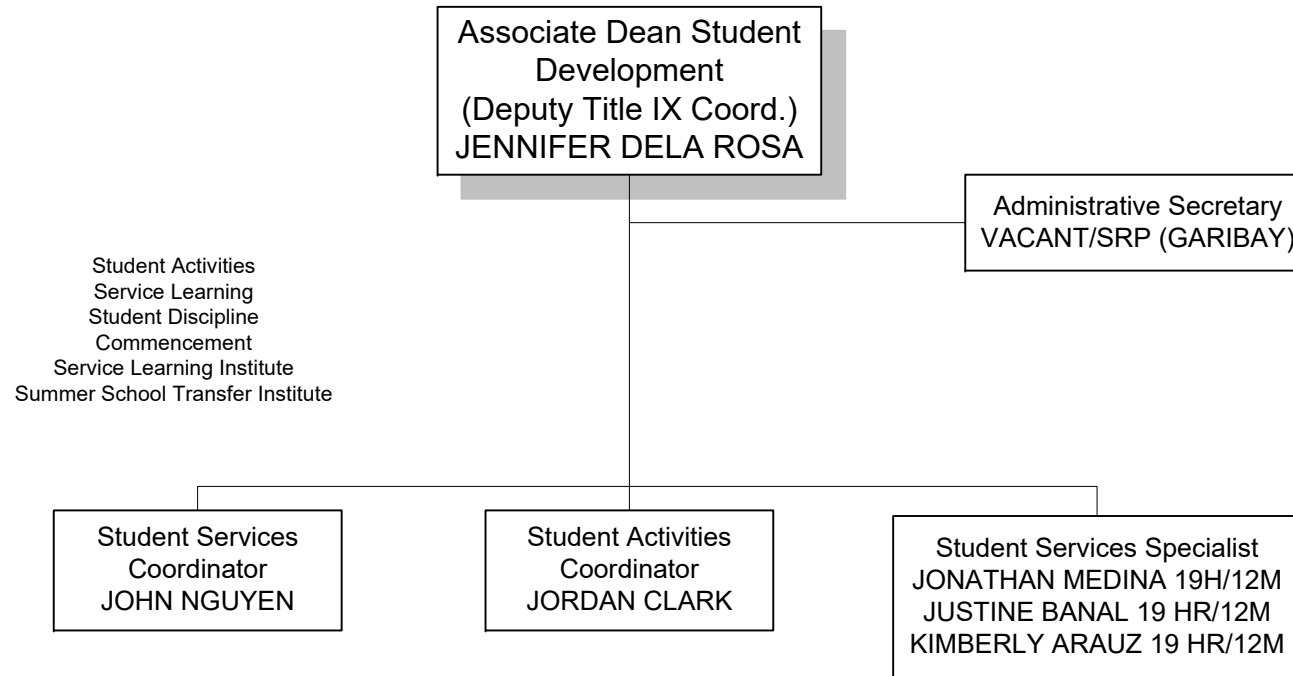 Associate Dean Student
Development
(Deputy Title IX Coord.)
JENNIFER DELA ROSA
Administrative Secretary
VACANT/SRP (GARIBAY)
Student Activities
Service Learning
Student Discipline
Commencement
Service Learning Institute
Summer School Transfer Institute
Student Services
Coordinator
JOHN NGUYEN
Student Activities
Coordinator
JORDAN CLARK
Student Services Specialist
JONATHAN MEDINA 19H/12M
JUSTINE BANAL 19 HR/12M
KIMBERLY ARAUZ 19 HR/12M